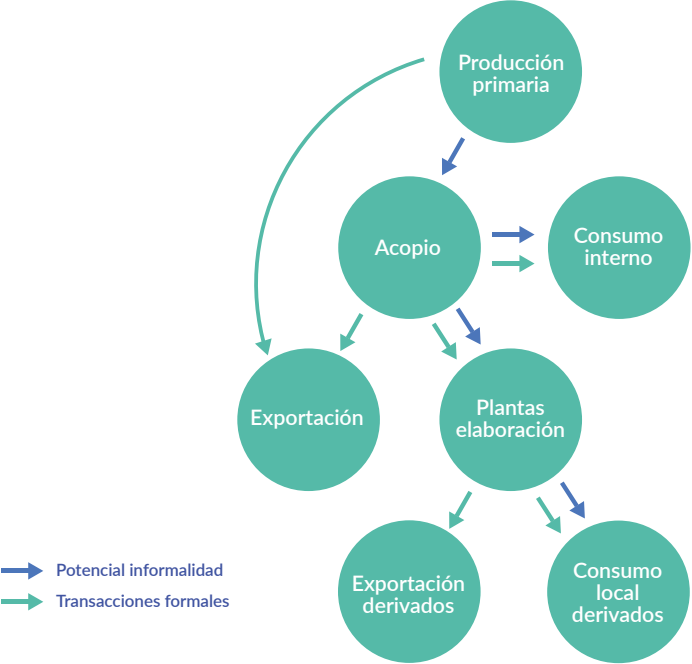 Producción
primaria
Acopio
Consumo
interno
Exportación
Plantas
elaboración
Exportación
derivados
Consumo
local
derivados
Potencial informalidad
Transacciones formales